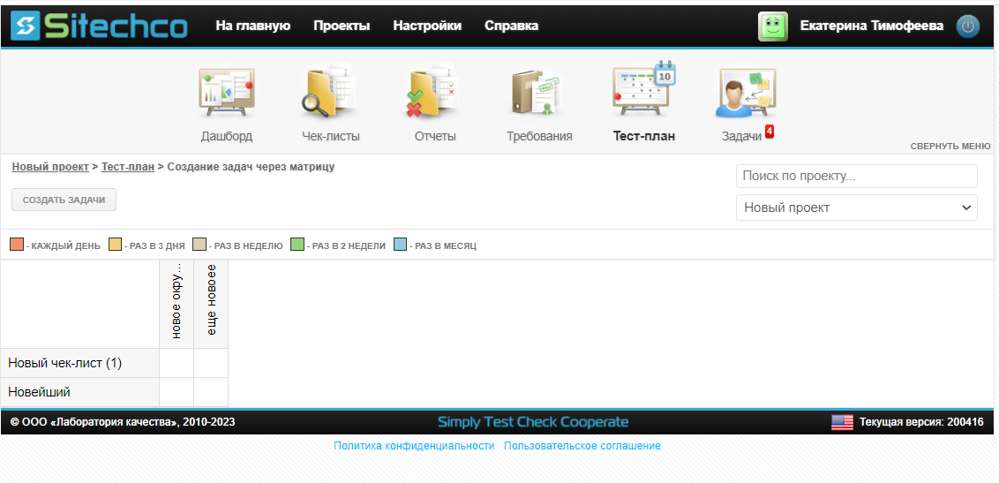 Sitechco На главную Проекты Настройки Справка Екатерина Тимофеева
10
Дашборд Чек-листы Отчеты Требования Тест-план Задачи 4
СВЕРНУТЬ МЕНЮ
Новый проект > Тест-план > Создание задач через матрицу
Поиск по проекту...
СОЗДАТЬ ЗАДАЧИ
Новый проект
- КАЖДЫЙ ДЕНЬ - РАЗ В 3 ДНЯ - РАЗ В НЕДЕЛЮ - РАЗ В 2 НЕДЕЛИ - РАЗ В МЕСЯЦ
новое окру...
еще новоее
Новый чек-лист (1)
Новейший
© ООО «Лаборатория качества», 2010-2023 Simply Test Check Cooperate Текущая версия: 200416
Политика конфиденциальности Пользовательское соглашение